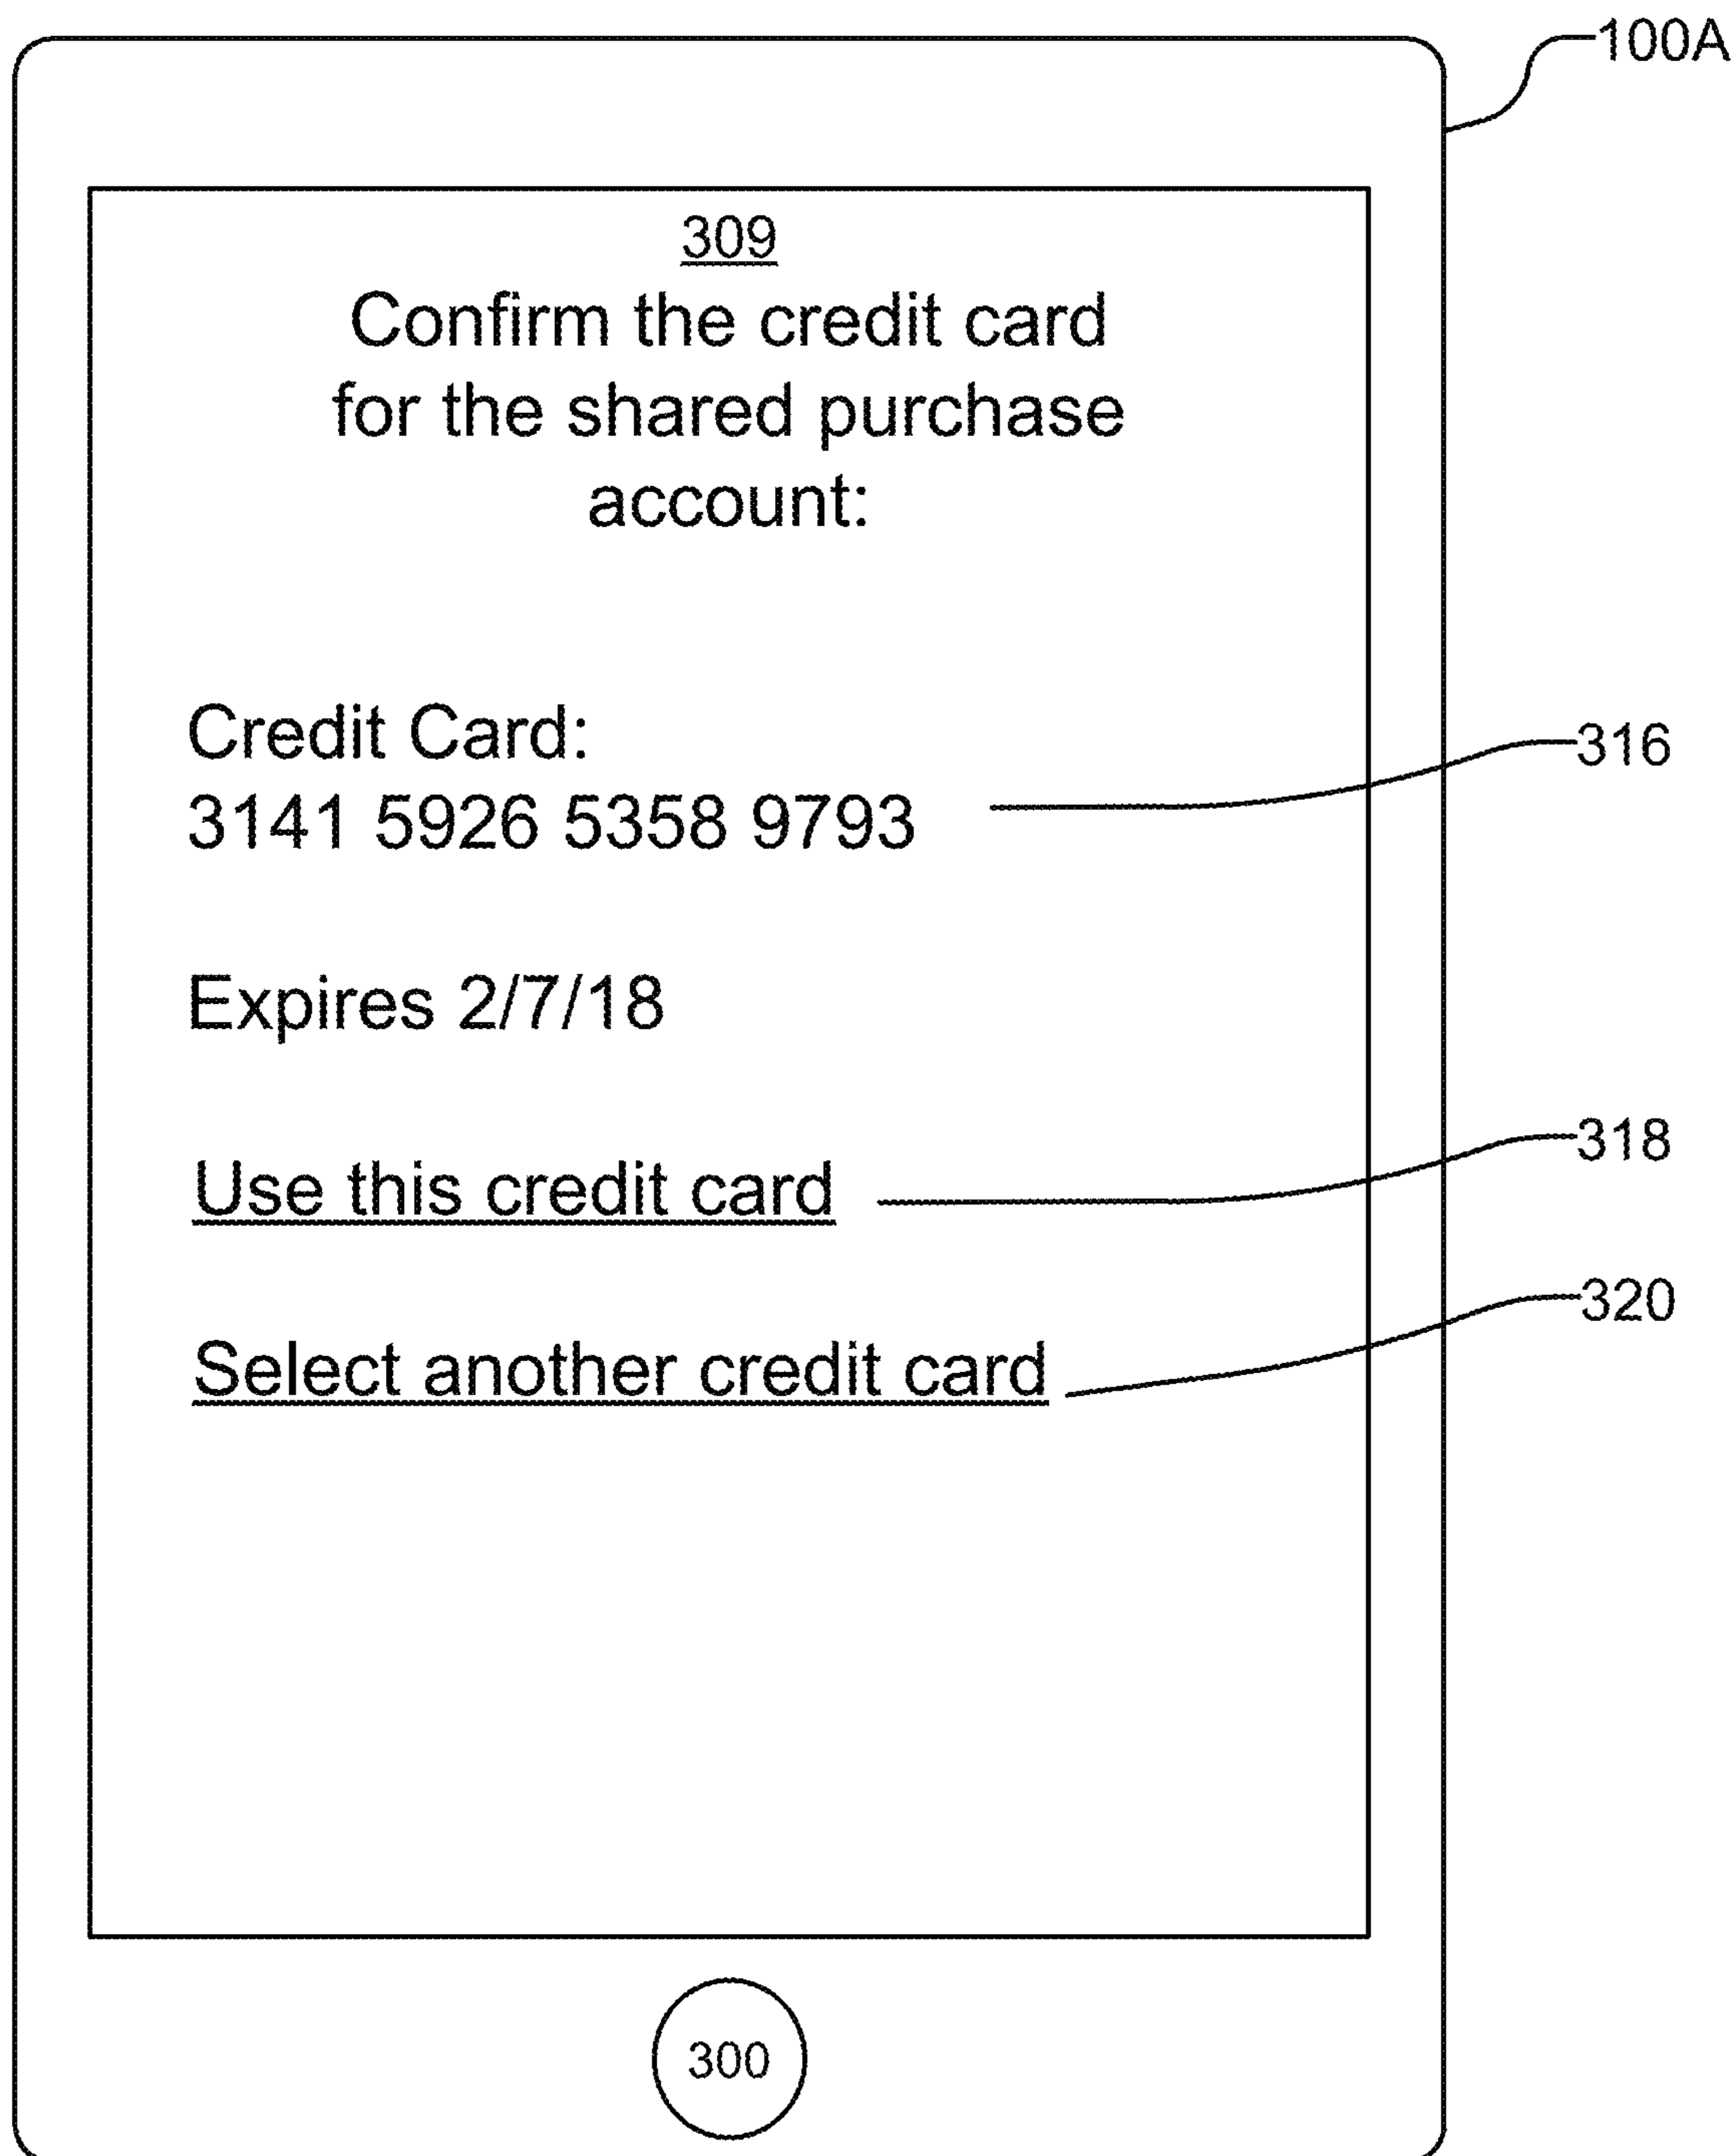 100A
309
Confirm the credit card
for the shared purchase
account:
Credit Card:
3141 5926 5358 9793
316
Expires 2/7/18
Use this credit card
318
Select another credit card
320
300